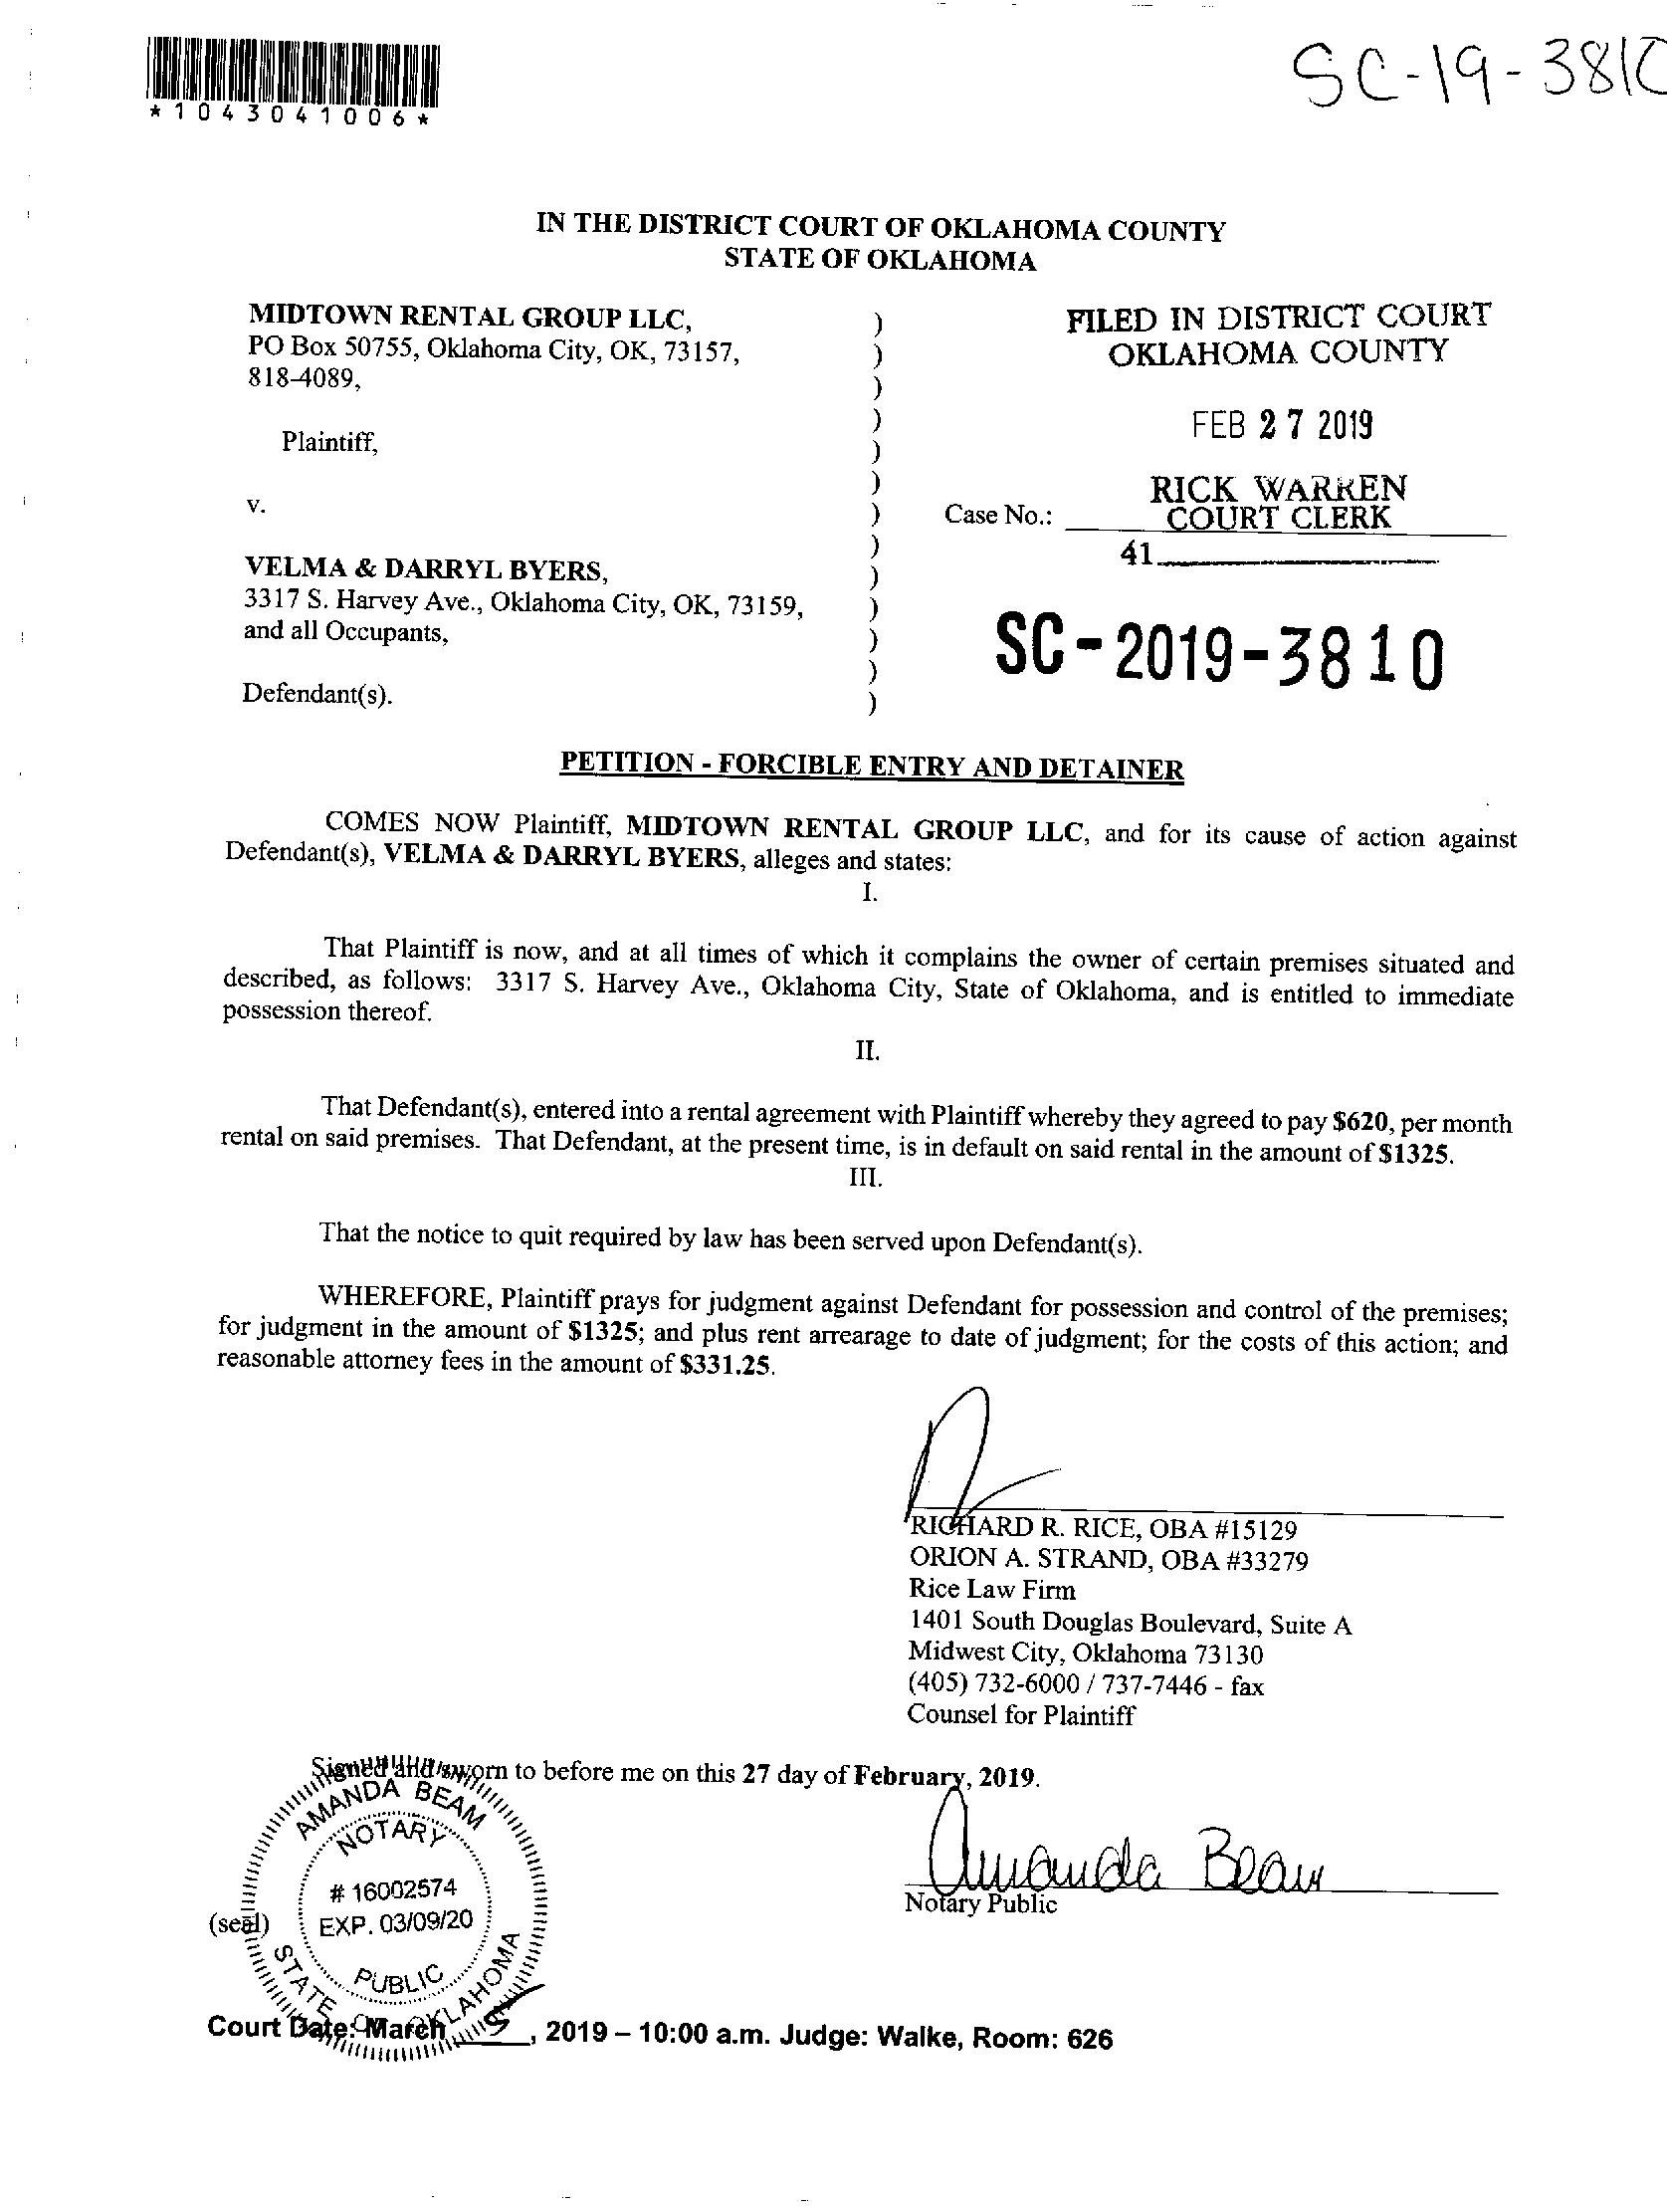 SC-19-381
*1043041006*
IN THE DISTRICT COURT OF OKLAHOMA COUNTY
STATE OF OKLAHOMA
MIDTOWN RENTAL GROUP LLC,
PO Box 50755, Oklahoma City, OK, 73157,
818-4089,
Plaintiff,
v.
VELMA & DARRYL BYERS,
3317 S. Harvey Ave., Oklahoma City, OK, 73159,
and all Occupants,
Defendant(s).
)
)
)
)
)
)
)
)
)
)
)
)
)
FILED IN DISTRICT COURT
OKLAHOMA COUNTY
FEB 27 2019
RICK WARREN
Case No.: COURT CLERK
41
SC-2019-3810
PETITION - FORCIBLE ENTRY AND DETAINER
COMES NOW Plaintiff, MIDTOWN RENTAL GROUP LLC, and for its cause of action against
Defendant(s), VELMA & DARRYL BYERS, alleges and states:
I.
That Plaintiff is now, and at all times of which it complains the owner of certain premises situated and
described, as follows: 3317 S. Harvey Ave., Oklahoma City, State of Oklahoma, and is entitled to immediate
possession thereof.
II.
That Defendant(s), entered into a rental agreement with Plaintiff whereby they agreed to pay $620, per month
rental on said premises. That Defendant, at the present time, is in default on said rental in the amount of $1325.
III.
That the notice to quit required by law has been served upon Defendant(s).
WHEREFORE, Plaintiff prays for judgment against Defendant for possession and control of the premises;
for judgment in the amount of $1325; and plus rent arrearage to date of judgment; for the costs of this action; and
reasonable attorney fees in the amount of $331.25.
RICHARD R. RICE, OBA #15129
ORION A. STRAND, OBA #33279
Rice Law Firm
1401 South Douglas Boulevard, Suite A
Midwest City, Oklahoma 73130
(405) 732-6000 / 737-7446 - fax
Counsel for Plaintiff
Signed and sworn to before me on this 27 day of February, 2019.
Amanda Beam
Notary Public
(seal)
AMANDA BEAM
NOTARY
# 16002574
EXP. 03/09/20
PUBLIC
STATE OF OKLAHOMA
Court Date: March 5, 2019 – 10:00 a.m. Judge: Walke, Room: 626